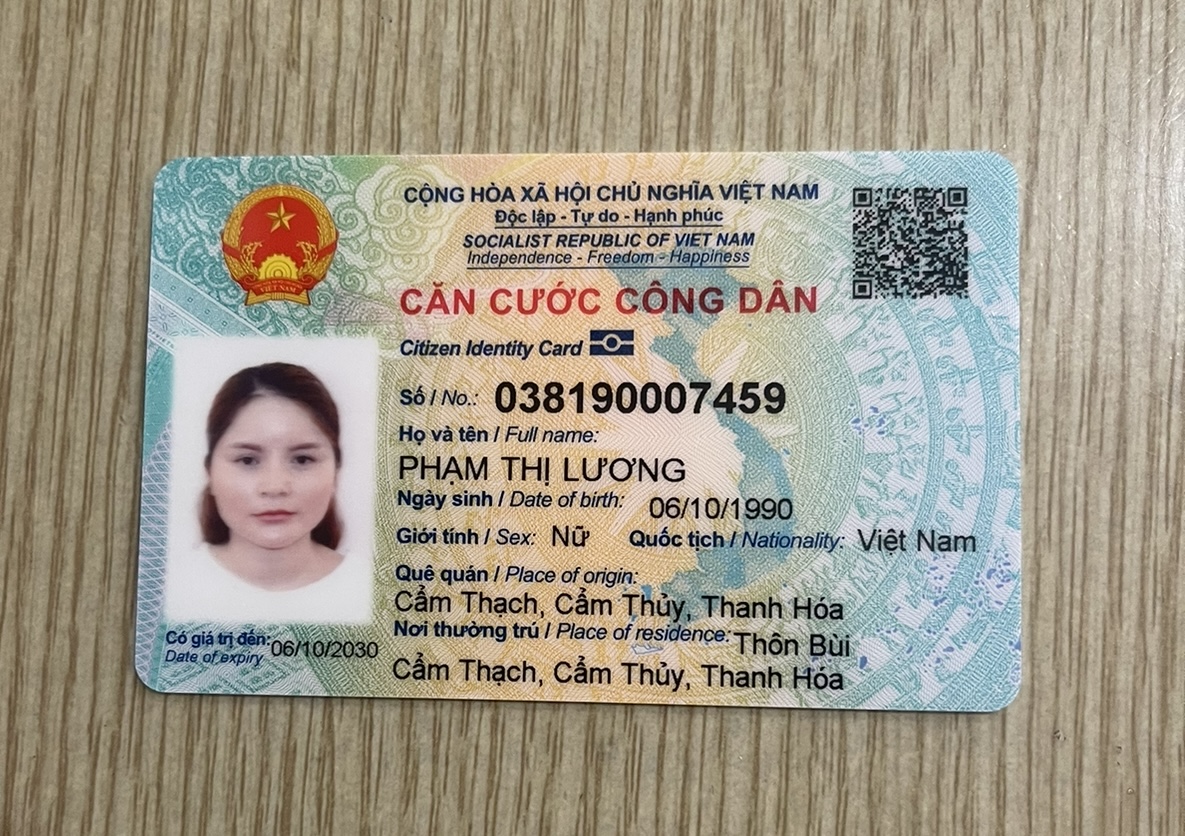 CỘNG HÒA XÃ HỘI CHỦ NGHĨA VIỆT NAM
Độc lập - Tự do - Hạnh phúc
SOCIALIST REPUBLIC OF VIET NAM
Independence - Freedom - Happiness
CĂN CƯỚC CÔNG DÂN
Citizen Identity Card
Số / No.: 038190007459
Họ và tên / Full name:
PHẠM THỊ LƯƠNG
Ngày sinh / Date of birth: 06/10/1990
Giới tính / Sex: Nữ Quốc tịch / Nationality: Việt Nam
Quê quán / Place of origin:
Cẩm Thạch, Cẩm Thủy, Thanh Hóa
Nơi thường trú / Place of residence: Thôn Bùi
Cẩm Thạch, Cẩm Thủy, Thanh Hóa
Có giá trị đến: 06/10/2030
Date of expiry
VIỆT NAM